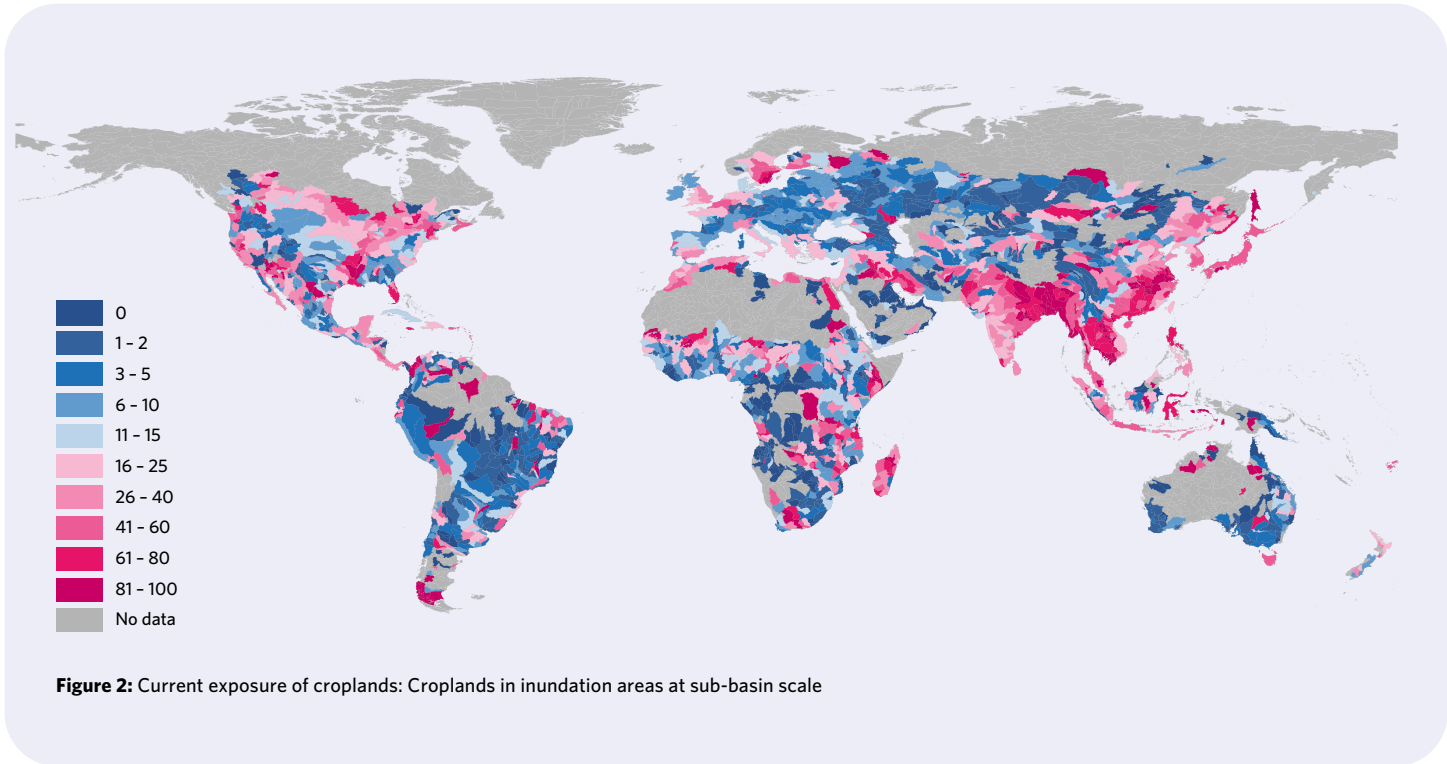 0
1 – 2
3 – 5
6 – 10
11 – 15
16 – 25
26 – 40
41 – 60
61 – 80
81 – 100
No data
Figure 2: Current exposure of croplands: Croplands in inundation areas at sub-basin scale